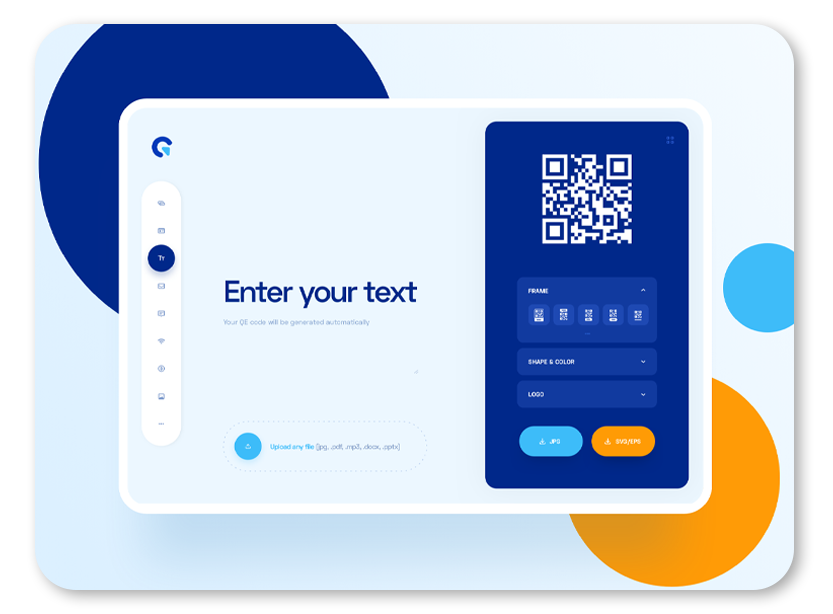 Tт
Enter your text
Your QE code will be generated automatically
Upload any file [jpg, .pdf, .mp3, .docx, .pptx]
FRAME
SHAPE & COLOR
LOGO
JPG
SVG/EPS